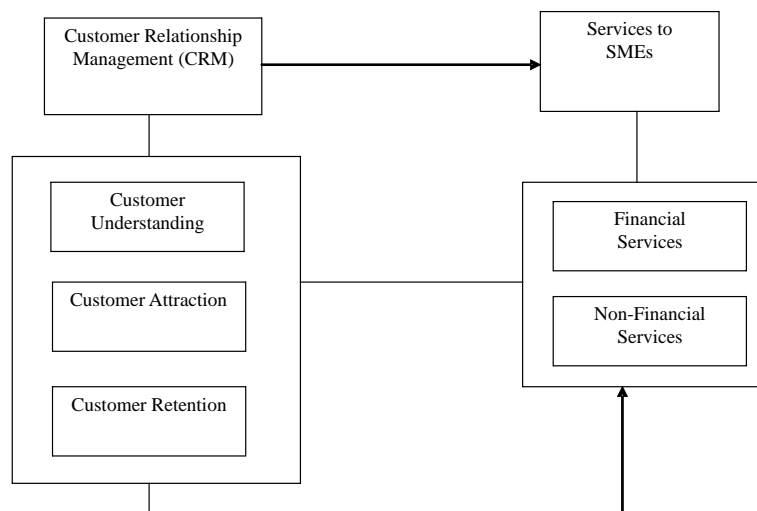 Customer Relationship
Management (CRM)
Services to
SMEs
Customer
Understanding
Customer Attraction
Customer Retention
Financial
Services
Non-Financial
Services